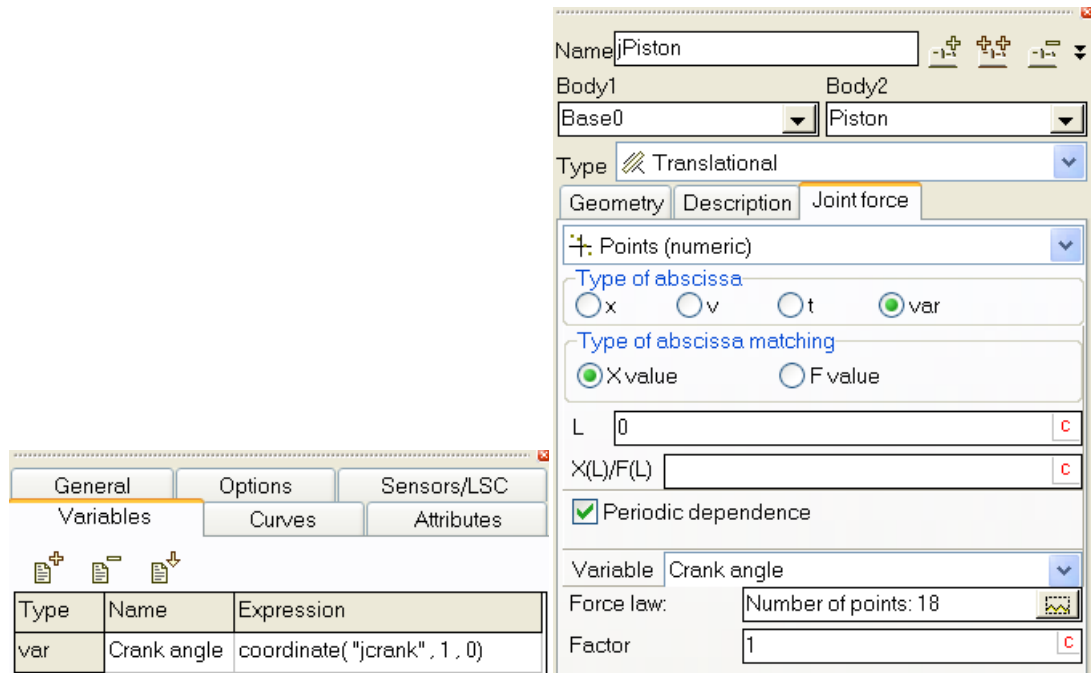 Name jPiston
Body1 Body2
Base0 Piston
Type Translational
Geometry Description Joint force
Points (numeric)
Type of abscissa
x v t var
Type of abscissa matching
X value F value
L 0 C
X(L)/F(L) C
Periodic dependence
Variable Crank angle
Force law: Number of points: 18
Factor 1 C
General Options Sensors/LSC
Variables Curves Attributes
Type Name Expression
var Crank angle coordinate( "jcrank" , 1 , 0)